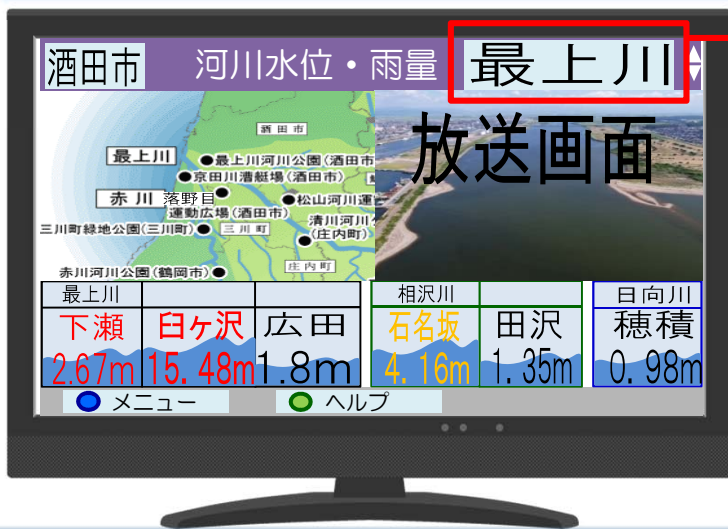 酒田市 河川水位・雨量 最上川
酒田市
最上川
●最上川河川公園(酒田市
●京田川漕艇場(酒田市)
赤川
落野目●
●松山河川運
運動広場(酒田市)
清川河川
三川町緑地公園(三川町)●
三川町
(庄内町)
赤川河川公園(鶴岡市)●
庄内町
放送画面
最上川
下瀬 臼ヶ沢 広田
2.67m 15.48m 1.8m
相沢川
石名坂 田沢
4.16m 1.35m
日向川
穂積
0.98m
メニュー ヘルプ